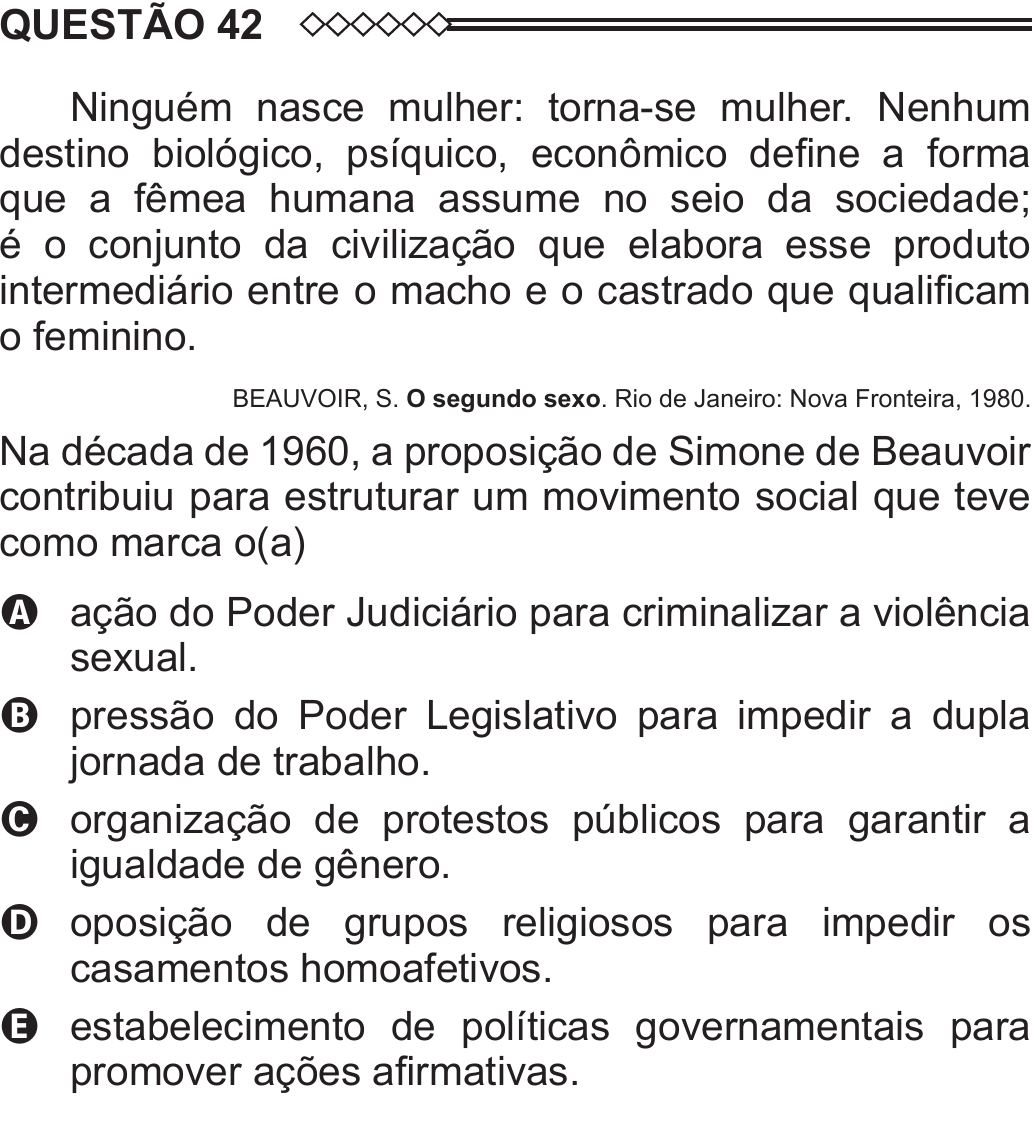 QUESTÃO 42
Ninguém nasce mulher: torna-se mulher. Nenhum
destino biológico, psíquico, econômico define a forma
que a fêmea humana assume no seio da sociedade;
é o conjunto da civilização que elabora esse produto
intermediário entre o macho e o castrado que qualificam
o feminino.
BEAUVOIR, S. O segundo sexo. Rio de Janeiro: Nova Fronteira, 1980.
Na década de 1960, a proposição de Simone de Beauvoir
contribuiu para estruturar um movimento social que teve
como marca o(a)
A ação do Poder Judiciário para criminalizar a violência
sexual.
B pressão do Poder Legislativo para impedir a dupla
jornada de trabalho.
C organização de protestos públicos para garantir a
igualdade de gênero.
D oposição de grupos religiosos para impedir os
casamentos homoafetivos.
E estabelecimento de políticas governamentais para
promover ações afirmativas.